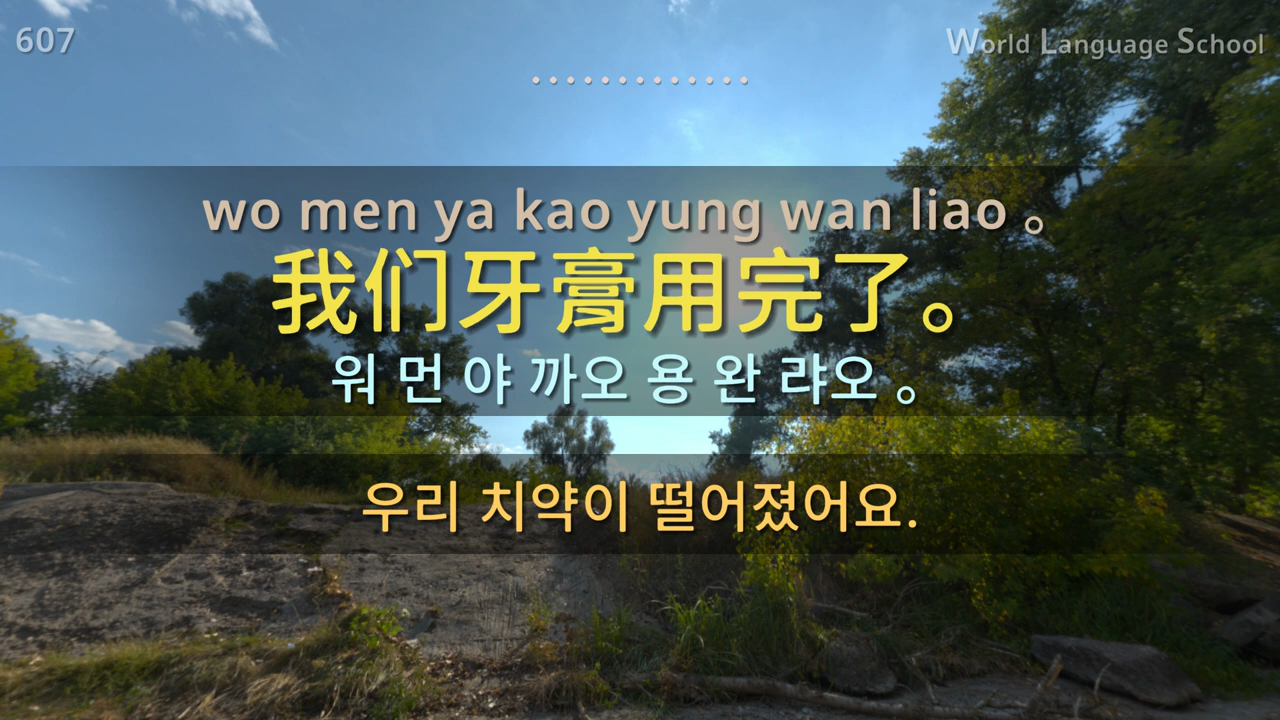 607
World Language School
wo men ya kao yung wan liao 。
我们牙膏用完了。
워 먼 야 까오 용 완 랴오 。
우리 치약이 떨어졌어요.